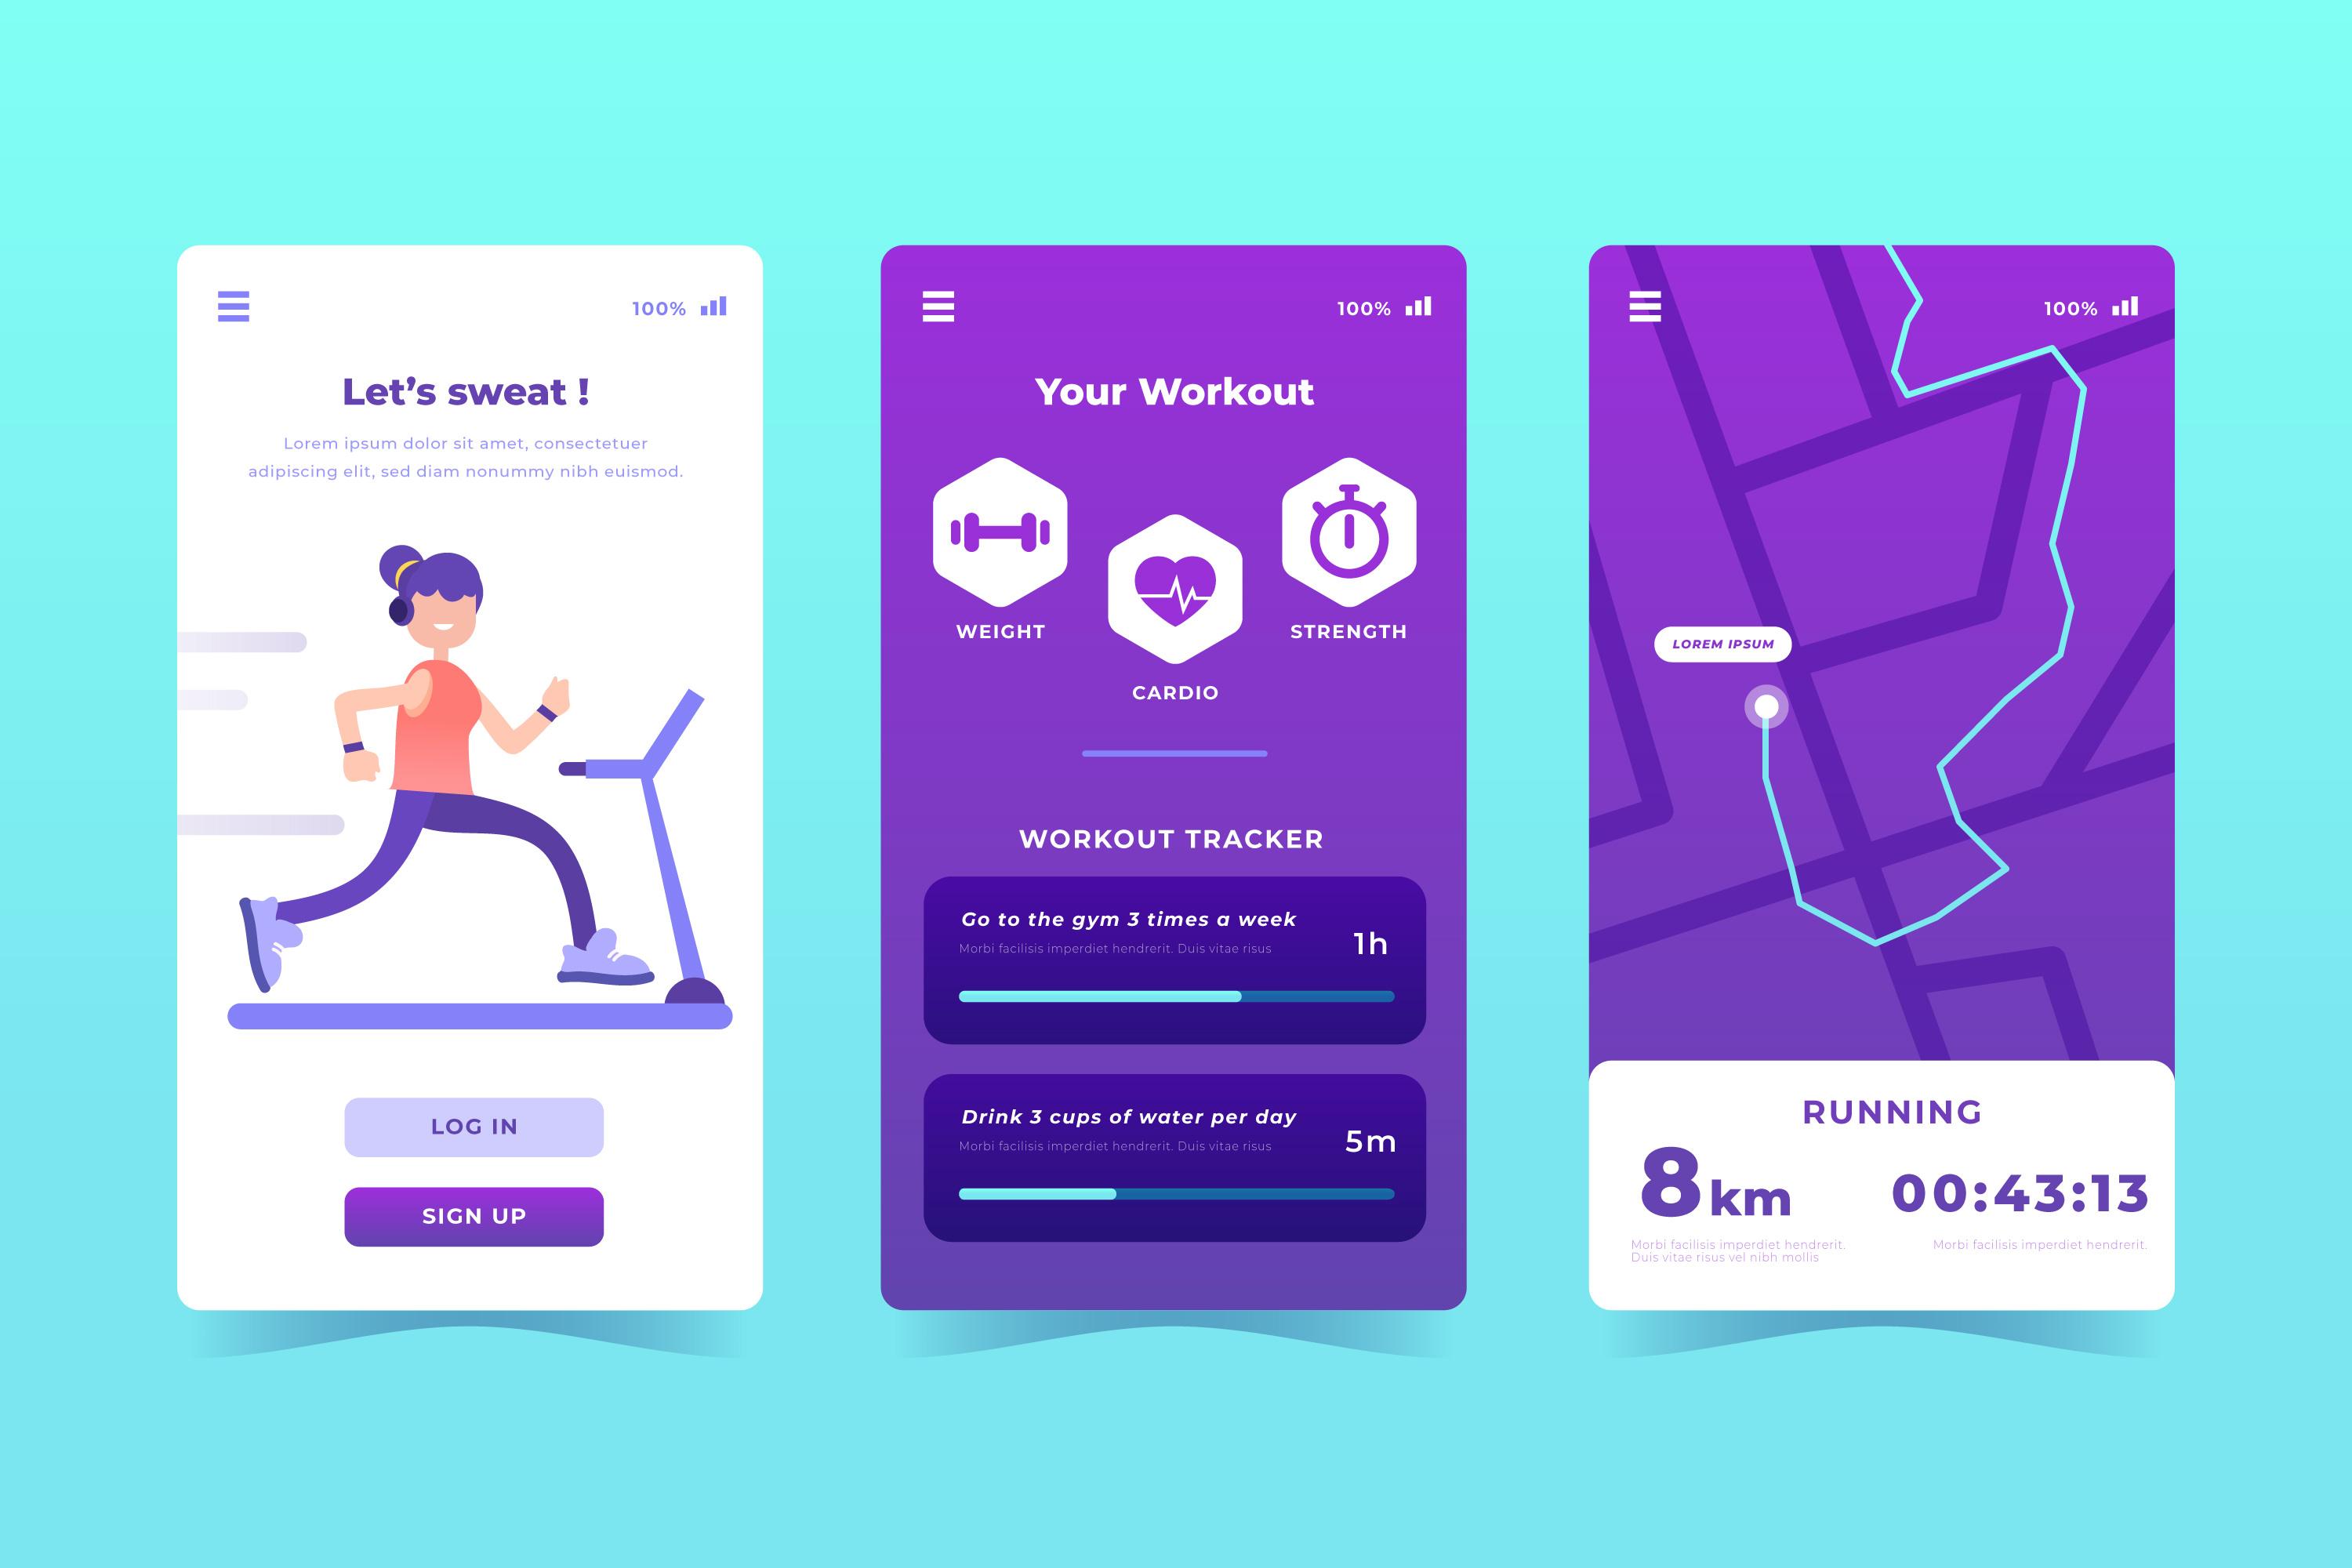 100%
Let’s sweat !
Lorem ipsum dolor sit amet, consectetuer
adipiscing elit, sed diam nonummy nibh euismod.
LOG IN
SIGN UP
100%
Your Workout
WEIGHT
STRENGTH
CARDIO
WORKOUT TRACKER
Go to the gym 3 times a week
Morbi facilisis imperdiet hendrerit. Duis vitae risus
1h
Drink 3 cups of water per day
Morbi facilisis imperdiet hendrerit. Duis vitae risus
5m
100%
LOREM IPSUM
RUNNING
8km
00:43:13
Morbi facilisis imperdiet hendrerit.
Duis vitae risus vel nibh mollis
Morbi facilisis imperdiet hendrerit.